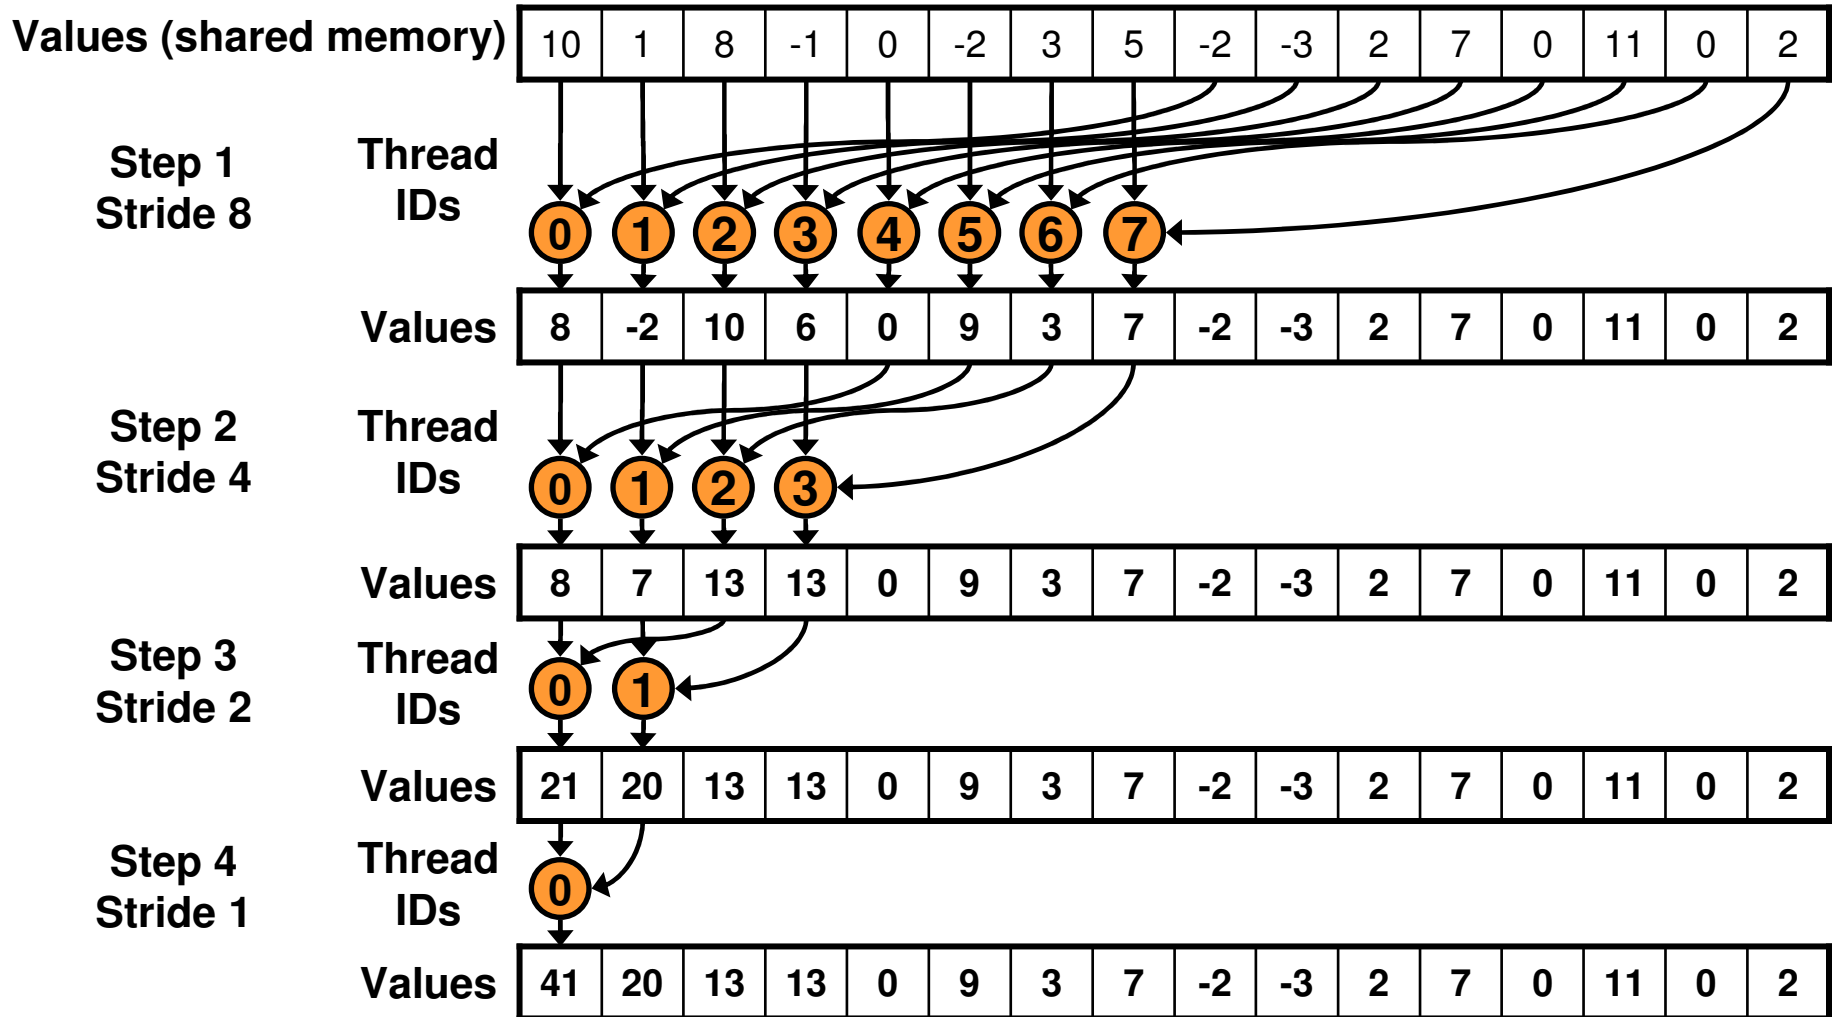 Values (shared memory) 10 1 8 -1 0 -2 3 5 -2 -3 2 7 0 11 0 2
Step 1 Thread
Stride 8 IDs
0 1 2 3 4 5 6 7
Values 8 -2 10 6 0 9 3 7 -2 -3 2 7 0 11 0 2
Step 2 Thread
Stride 4 IDs
0 1 2 3
Values 8 7 13 13 0 9 3 7 -2 -3 2 7 0 11 0 2
Step 3 Thread
Stride 2 IDs
0 1
Values 21 20 13 13 0 9 3 7 -2 -3 2 7 0 11 0 2
Step 4 Thread
Stride 1 IDs
0
Values 41 20 13 13 0 9 3 7 -2 -3 2 7 0 11 0 2